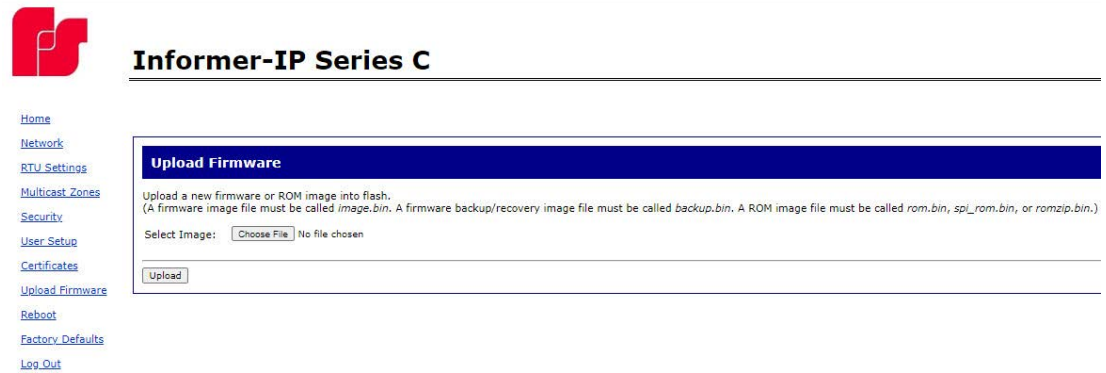 Informer-IP Series C
Home
Network
RTU Settings
Multicast Zones
Security
User Setup
Certificates
Upload Firmware
Reboot
Factory Defaults
Log Out
Upload Firmware
Upload a new firmware or ROM image into flash.
(A firmware image file must be called image.bin. A firmware backup/recovery image file must be called backup.bin. A ROM image file must be called rom.bin, spi_rom.bin, or romzip.bin.)
Select Image: Choose File No file chosen
Upload